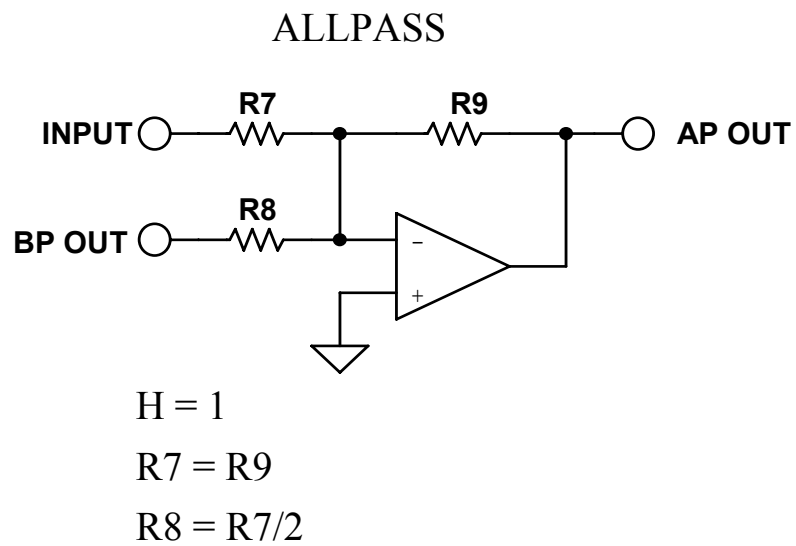 ALLPASS
R7
R9
INPUT
AP OUT
R8
BP OUT
−
+
H = 1
R7 = R9
R8 = R7/2